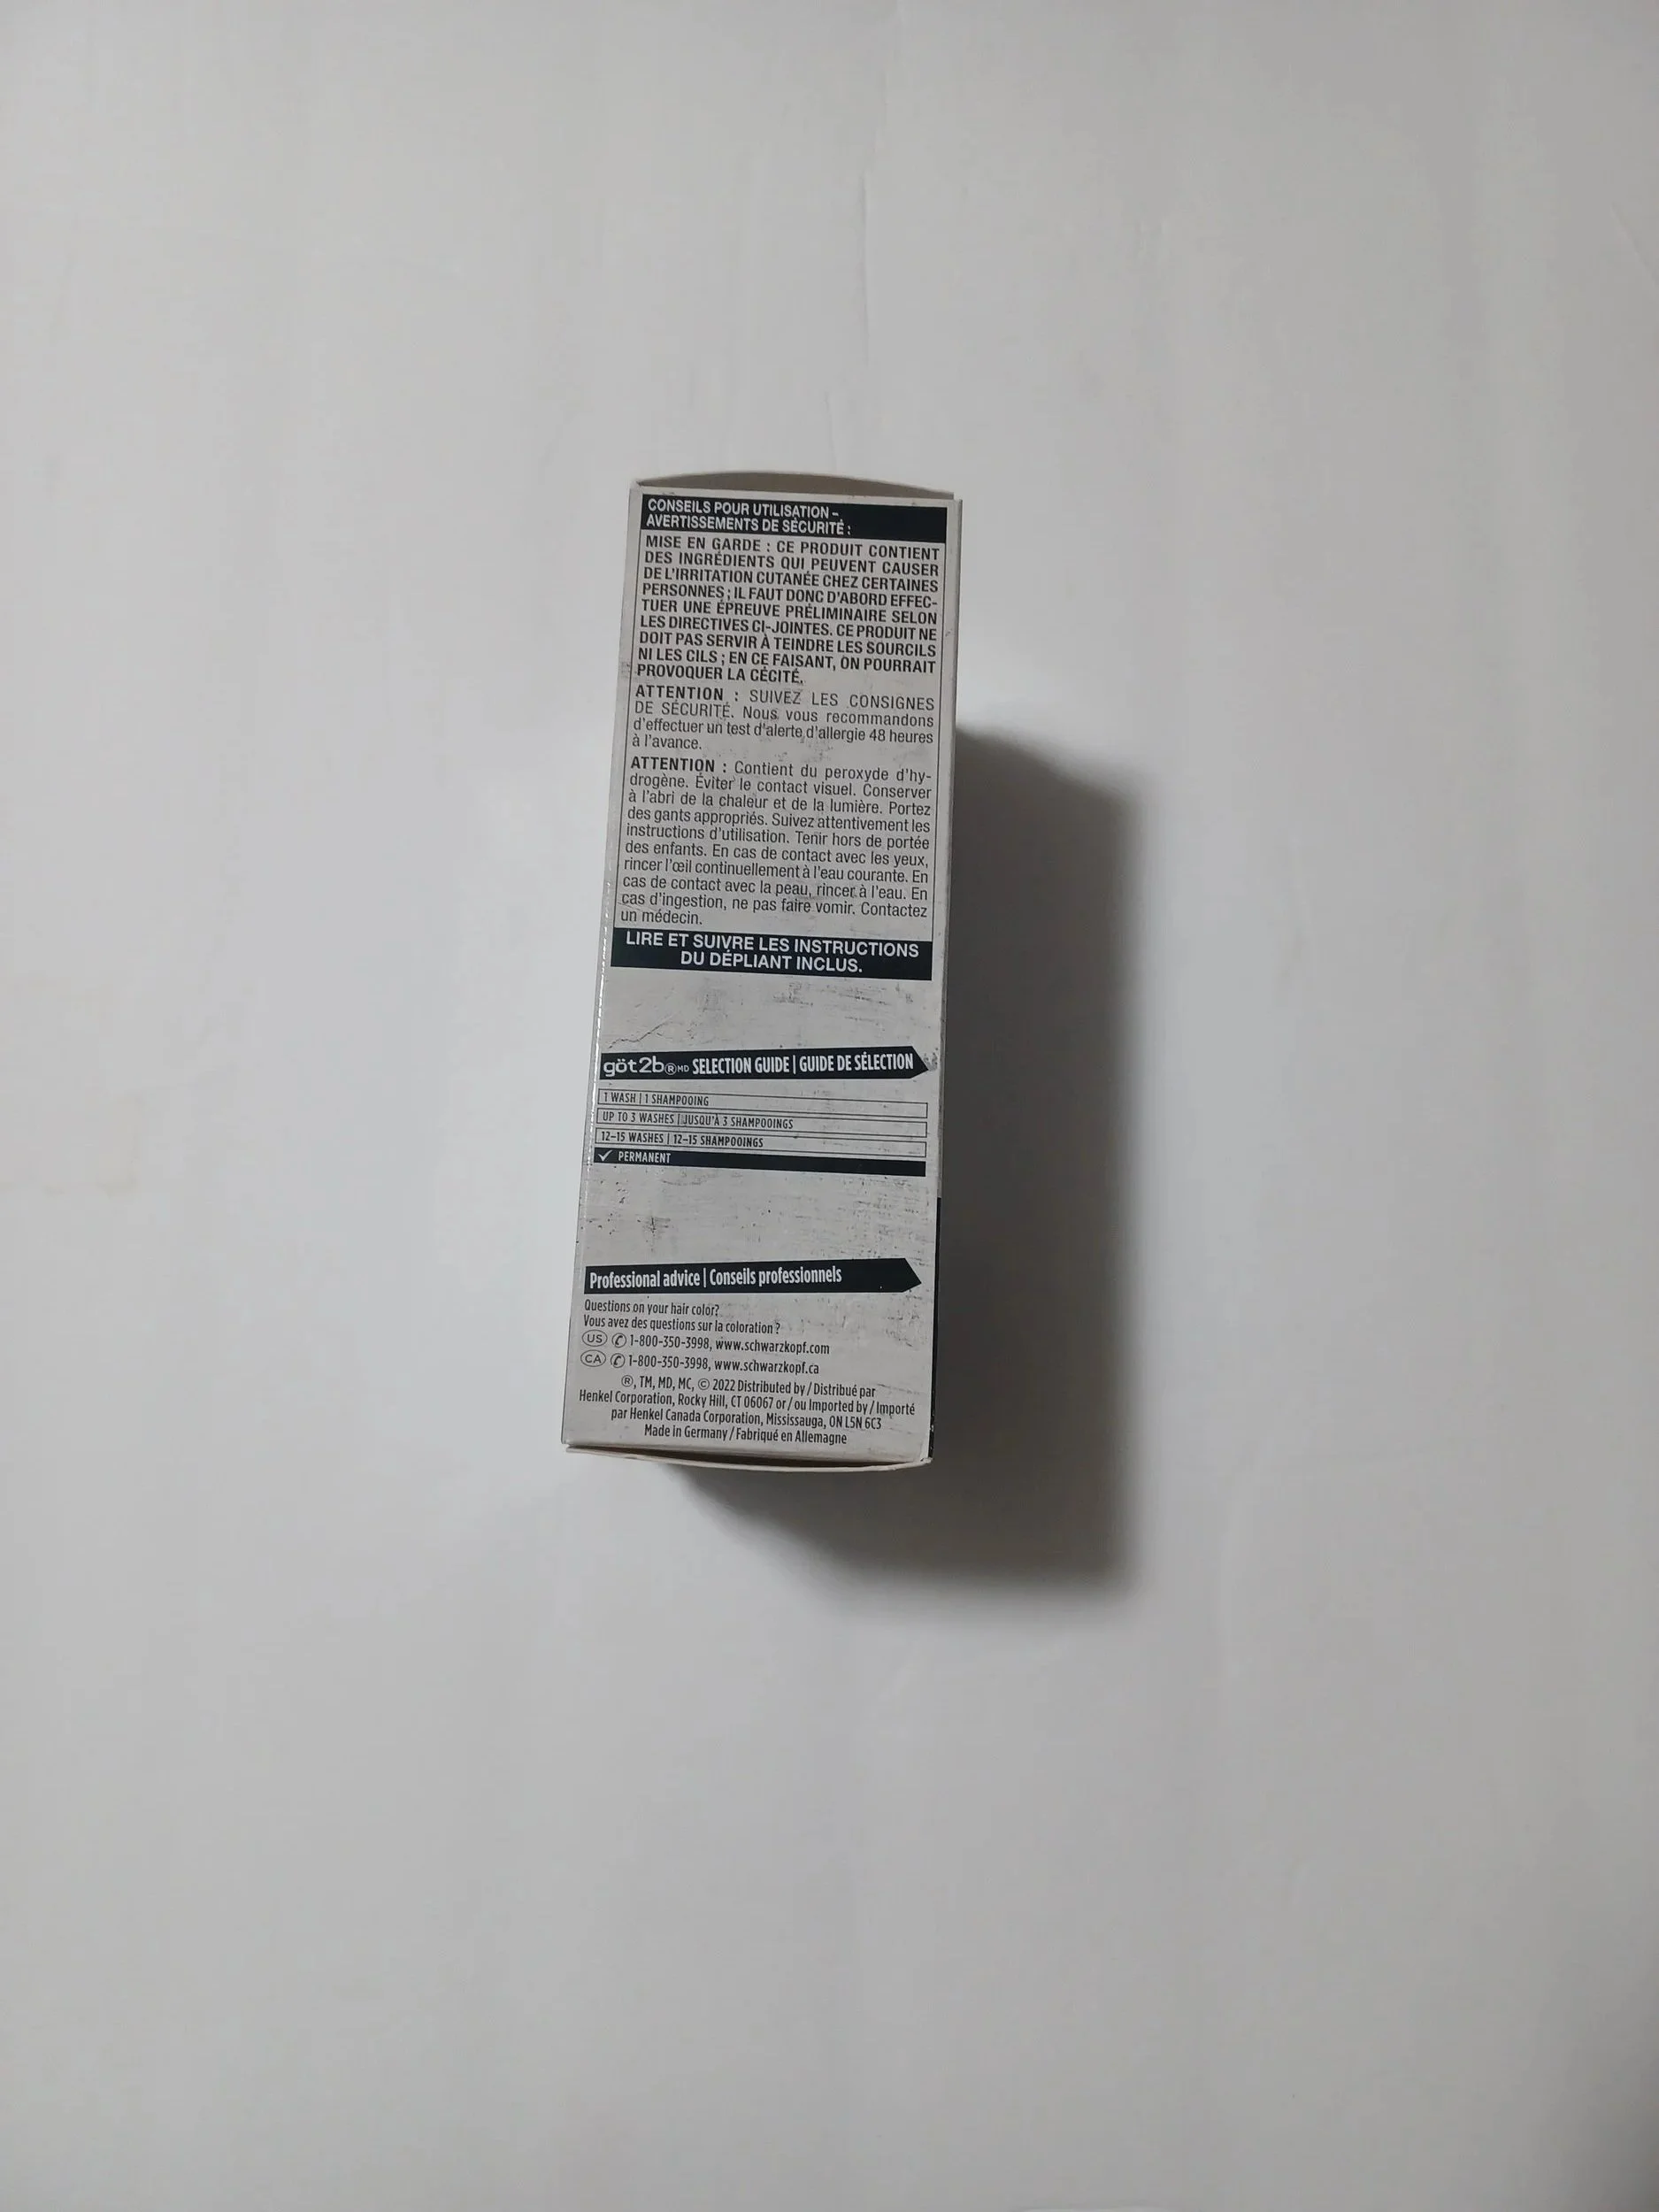 CONSEILS POUR UTILISATION –
AVERTISSEMENTS DE SÉCURITÉ :
MISE EN GARDE : CE PRODUIT CONTIENT
DES INGRÉDIENTS QUI PEUVENT CAUSER
DE L'IRRITATION CUTANÉE CHEZ CERTAINES
PERSONNES ; IL FAUT DONC D'ABORD EFFEC-
TUER UNE ÉPREUVE PRÉLIMINAIRE SELON
LES DIRECTIVES CI-JOINTES. CE PRODUIT NE
DOIT PAS SERVIR À TEINDRE LES SOURCILS
NI LES CILS ; EN CE FAISANT, ON POURRAIT
PROVOQUER LA CÉCITÉ.
ATTENTION : SUIVEZ LES CONSIGNES
DE SÉCURITÉ. Nous vous recommandons
d'effectuer un test d'alerte d'allergie 48 heures
à l'avance.
ATTENTION : Contient du peroxyde d'hy-
drogène. Éviter le contact visuel. Conserver
à l'abri de la chaleur et de la lumière. Portez
des gants appropriés. Suivez attentivement les
instructions d'utilisation. Tenir hors de portée
des enfants. En cas de contact avec les yeux,
rincer l'œil continuellement à l'eau courante. En
cas de contact avec la peau, rincer à l'eau. En
cas d'ingestion, ne pas faire vomir. Contactez
un médecin.
LIRE ET SUIVRE LES INSTRUCTIONS
DU DÉPLIANT INCLUS.
göt2b®MD SELECTION GUIDE | GUIDE DE SÉLECTION
1 WASH | 1 SHAMPOOING
UP TO 3 WASHES | JUSQU'À 3 SHAMPOOINGS
12–15 WASHES | 12–15 SHAMPOOINGS
✓ PERMANENT
Professional advice | Conseils professionnels
Questions on your hair color?
Vous avez des questions sur la coloration ?
US ✆ 1-800-350-3998, www.schwarzkopf.com
CA ✆ 1-800-350-3998, www.schwarzkopf.ca
®, TM, MD, MC, © 2022 Distributed by / Distribué par
Henkel Corporation, Rocky Hill, CT 06067 or / ou Imported by / Importé
par Henkel Canada Corporation, Mississauga, ON L5N 6C3
Made in Germany / Fabriqué en Allemagne